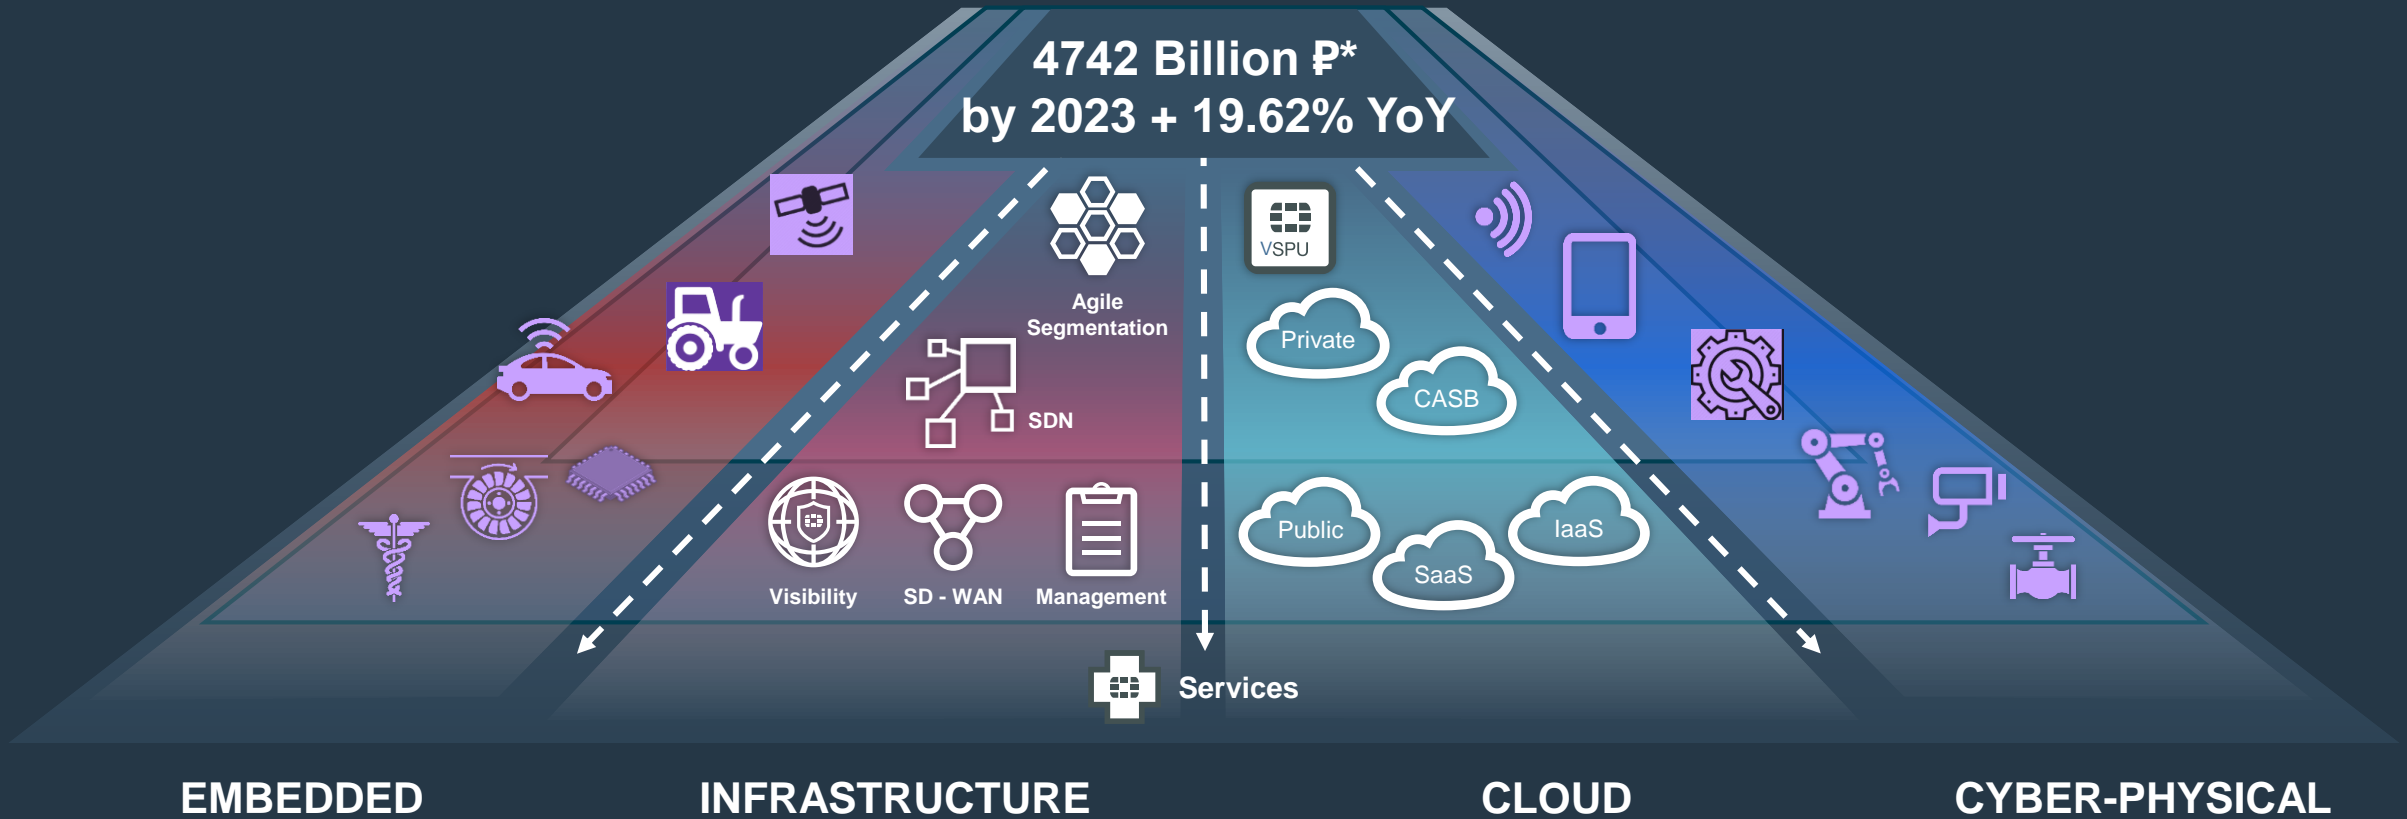 4742 Billion ₽*
by 2023 + 19.62% YoY
Agile
Segmentation
SDN
Visibility
SD - WAN
Management
VSPU
Private
CASB
Public
SaaS
IaaS
Services
EMBEDDED
INFRASTRUCTURE
CLOUD
CYBER-PHYSICAL